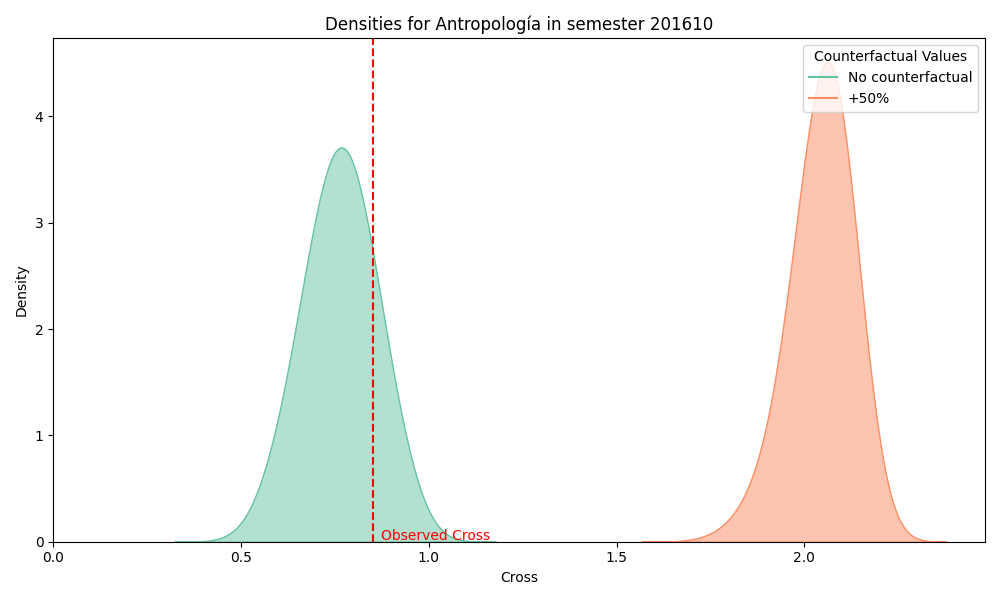 Densities for Antropología in semester 201610
Counterfactual Values
No counterfactual
+50%
4
3
2
1
0
Density
Observed Cross
0.0 0.5 1.0 1.5 2.0
Cross